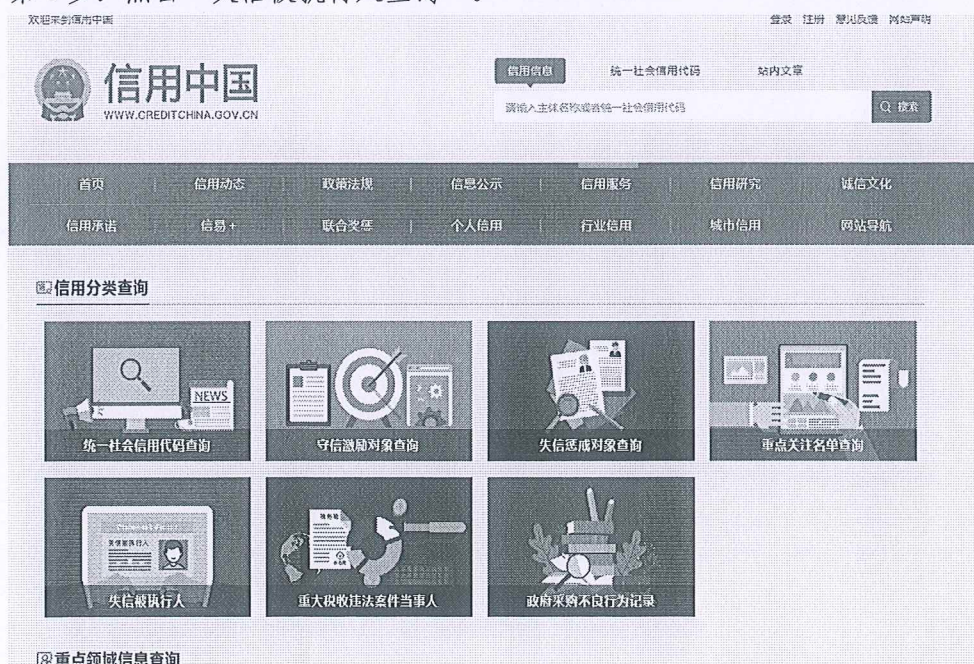 欢迎来到信用中国
登录 注册 意见反馈 网站声明
信用信息 统一社会信用代码 站内文章
信用中国
WWW.CREDITCHINA.GOV.CN
请输入主体名称或者统一社会信用代码 搜索
首页 信用动态 政策法规 信息公示 信用服务 信用研究 诚信文化
信用承诺 信易+ 联合奖惩 个人信用 行业信用 城市信用 网站导航
信用分类查询
NEWS
统一社会信用代码查询 守信激励对象查询 失信惩戒对象查询 重点关注名单查询
失信被执行人
税务局
失信被执行人 重大税收违法案件当事人 政府采购不良行为记录
重点领域信息查询